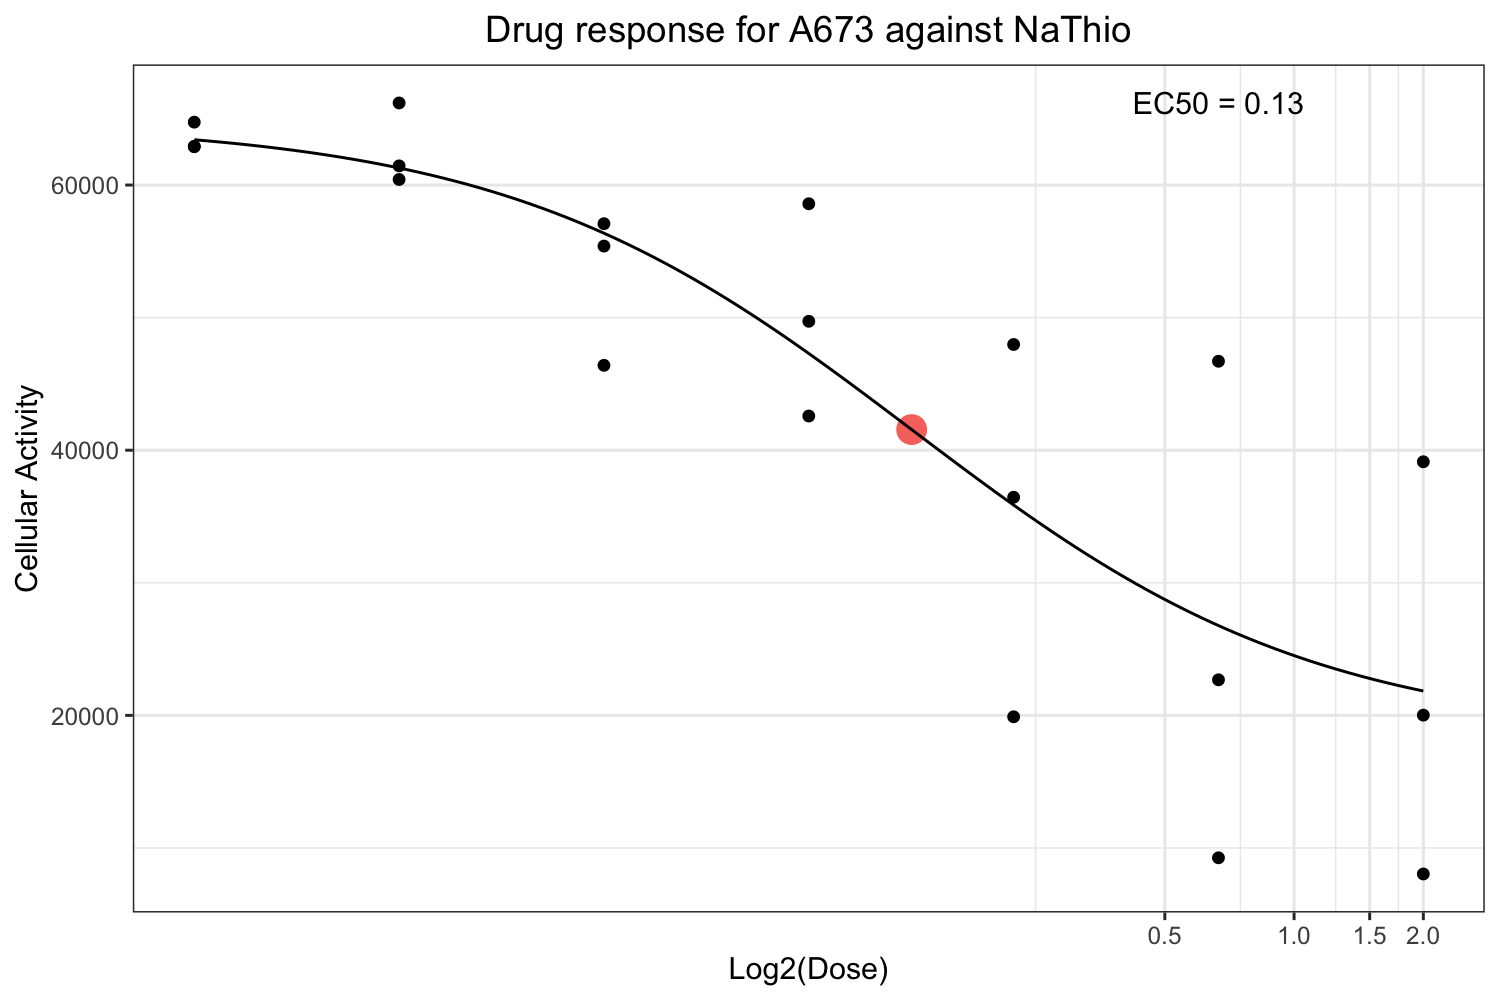 Drug response for A673 against NaThio
EC50 = 0.13
60000
40000
20000
Cellular Activity
0.5 1.0 1.5 2.0
Log2(Dose)